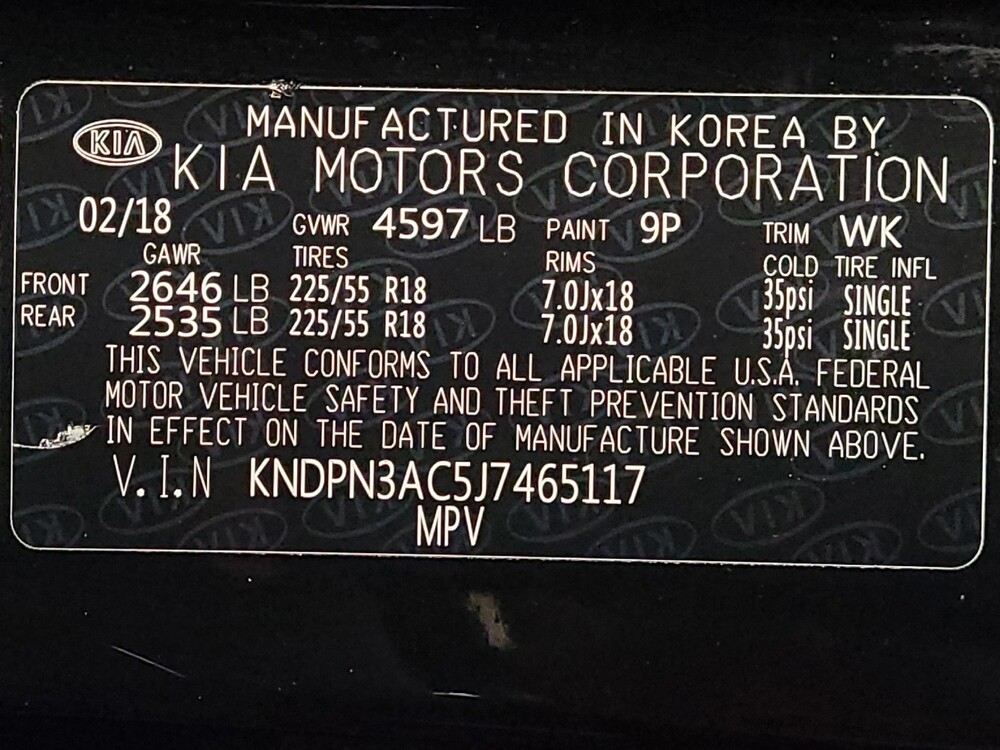 KIA MANUFACTURED IN KOREA BY
KIA MOTORS CORPORATION
02/18 GVWR 4597 LB PAINT 9P TRIM WK
GAWR TIRES RIMS COLD TIRE INFL
FRONT 2646 LB 225/55 R18 7.0Jx18 35psi SINGLE
REAR 2535 LB 225/55 R18 7.0Jx18 35psi SINGLE
THIS VEHICLE CONFORMS TO ALL APPLICABLE U.S.A. FEDERAL
MOTOR VEHICLE SAFETY AND THEFT PREVENTION STANDARDS
IN EFFECT ON THE DATE OF MANUFACTURE SHOWN ABOVE.
V.I.N KNDPN3AC5J7465117
MPV